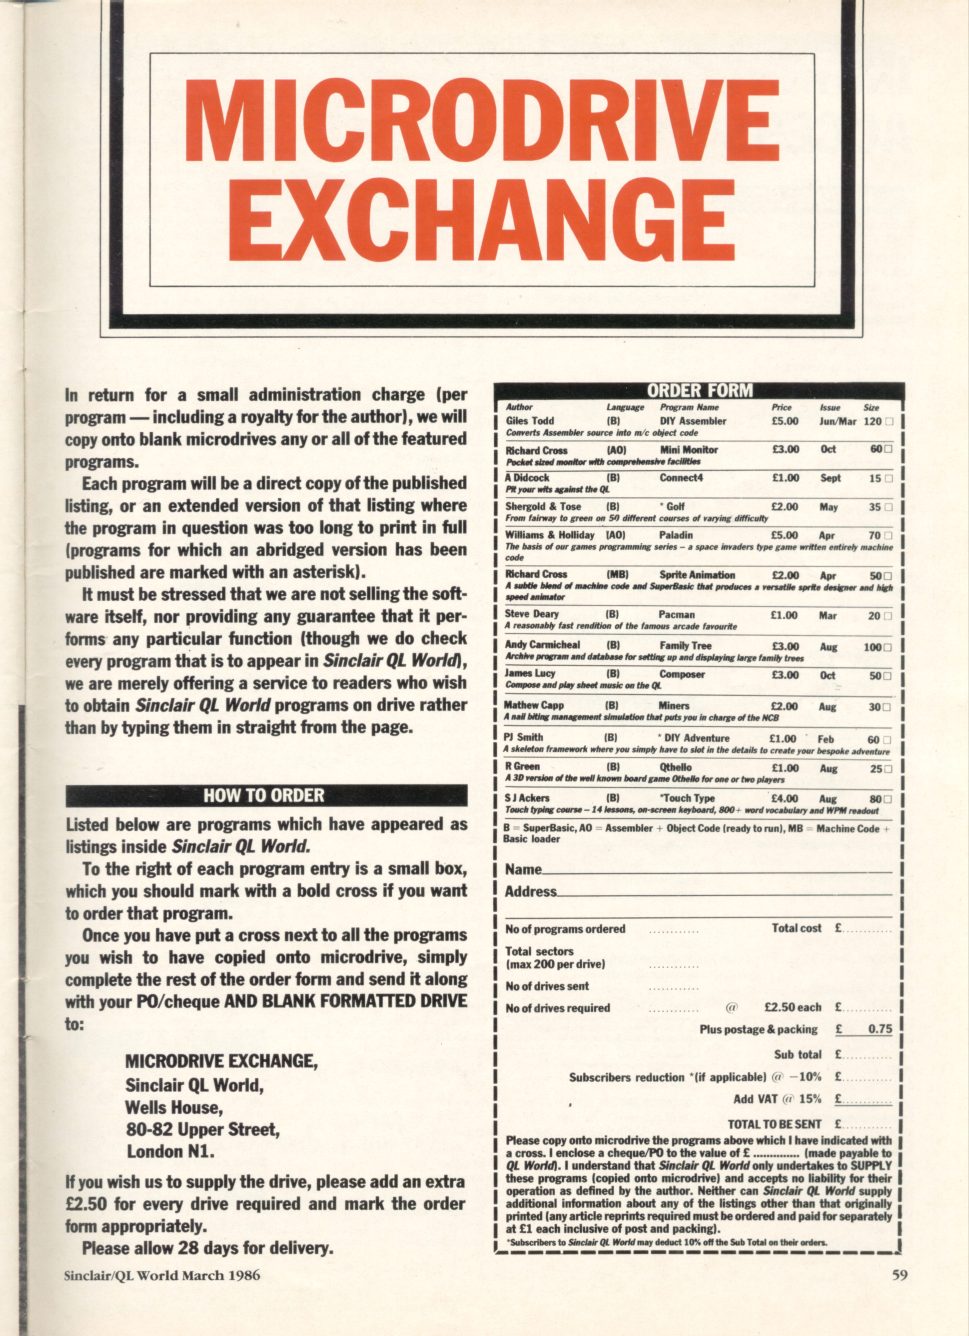 MICRODRIVE
EXCHANGE
In return for a small administration charge (per
program — including a royalty for the author), we will
copy onto blank microdrives any or all of the featured
programs.
Each program will be a direct copy of the published
listing, or an extended version of that listing where
the program in question was too long to print in full
(programs for which an abridged version has been
published are marked with an asterisk).
It must be stressed that we are not selling the soft-
ware itself, nor providing any guarantee that it per-
forms any particular function (though we do check
every program that is to appear in Sinclair QL World),
we are merely offering a service to readers who wish
to obtain Sinclair QL World programs on drive rather
than by typing them in straight from the page.
HOW TO ORDER
Listed below are programs which have appeared as
listings inside Sinclair QL World.
To the right of each program entry is a small box,
which you should mark with a bold cross if you want
to order that program.
Once you have put a cross next to all the programs
you wish to have copied onto microdrive, simply
complete the rest of the order form and send it along
with your PO/cheque AND BLANK FORMATTED DRIVE
to:
MICRODRIVE EXCHANGE,
Sinclair QL World,
Wells House,
80-82 Upper Street,
London N1.
If you wish us to supply the drive, please add an extra
£2.50 for every drive required and mark the order
form appropriately.
Please allow 28 days for delivery.
ORDER FORM
Author Language Program Name Price Issue Size
Giles Todd (B) DIY Assembler £5.00 Jun/Mar 120 □
Converts Assembler source into m/c object code
Richard Cross (AO) Mini Monitor £3.00 Oct 60 □
Pocket sized monitor with comprehensive facilities
A Didcock (B) Connect4 £1.00 Sept 15 □
Pit your wits against the QL
Shergold & Tose (B) * Golf £2.00 May 35 □
From fairway to green on 50 different courses of varying difficulty
Williams & Holliday (AO) Paladin £5.00 Apr 70 □
The basis of our games programming series – a space invaders type game written entirely machine
code
Richard Cross (MB) Sprite Animation £2.00 Apr 50 □
A subtle blend of machine code and SuperBasic that produces a versatile sprite designer and high
speed animator
Steve Deary (B) Pacman £1.00 Mar 20 □
A reasonably fast rendition of the famous arcade favourite
Andy Carmicheal (B) Family Tree £3.00 Aug 100 □
Archive program and database for setting up and displaying large family trees
James Lucy (B) Composer £3.00 Oct 50 □
Compose and play sheet music on the QL
Mathew Capp (B) Miners £2.00 Aug 30 □
A nail biting management simulation that puts you in charge of the NCB
PJ Smith (B) * DIY Adventure £1.00 Feb 60 □
A skeleton framework where you simply have to slot in the details to create your bespoke adventure
R Green (B) Qthello £1.00 Aug 25 □
A 3D version of the well known board game Othello for one or two players
S J Ackers (B) *Touch Type £4.00 Aug 80 □
Touch typing course – 14 lessons, on-screen keyboard, 800+ word vocabulary and WPM readout
B = SuperBasic, AO = Assembler + Object Code (ready to run), MB = Machine Code +
Basic loader
Name
Address
No of programs ordered ............ Total cost £............
Total sectors
(max 200 per drive) ............
No of drives sent ............
No of drives required ............ @ £2.50 each £............
Plus postage & packing £ 0.75
Sub total £............
Subscribers reduction *(if applicable) @ −10% £............
Add VAT @ 15% £............
TOTAL TO BE SENT £............
Please copy onto microdrive the programs above which I have indicated with
a cross. I enclose a cheque/PO to the value of £ .............. (made payable to
QL World). I understand that Sinclair QL World only undertakes to SUPPLY
these programs (copied onto microdrive) and accepts no liability for their
operation as defined by the author. Neither can Sinclair QL World supply
additional information about any of the listings other than that originally
printed (any article reprints required must be ordered and paid for separately
at £1 each inclusive of post and packing).
*Subscribers to Sinclair QL World may deduct 10% off the Sub Total on their orders.
Sinclair/QL World March 1986
59